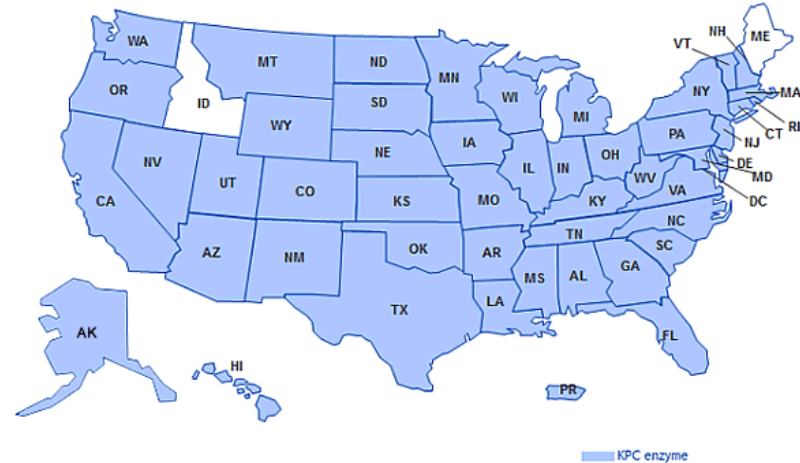 NH
ME
VT
WA
MT
ND
MN
OR
ID
SD
WI
MI
NY
MA
RI
CT
WY
IA
PA
NJ
NV
NE
OH
DE
MD
UT
IL
IN
WV
CA
CO
KS
MO
KY
VA
DC
NC
TN
AZ
NM
OK
AR
SC
MS
AL
GA
TX
LA
AK
FL
HI
PR
KPC enzyme